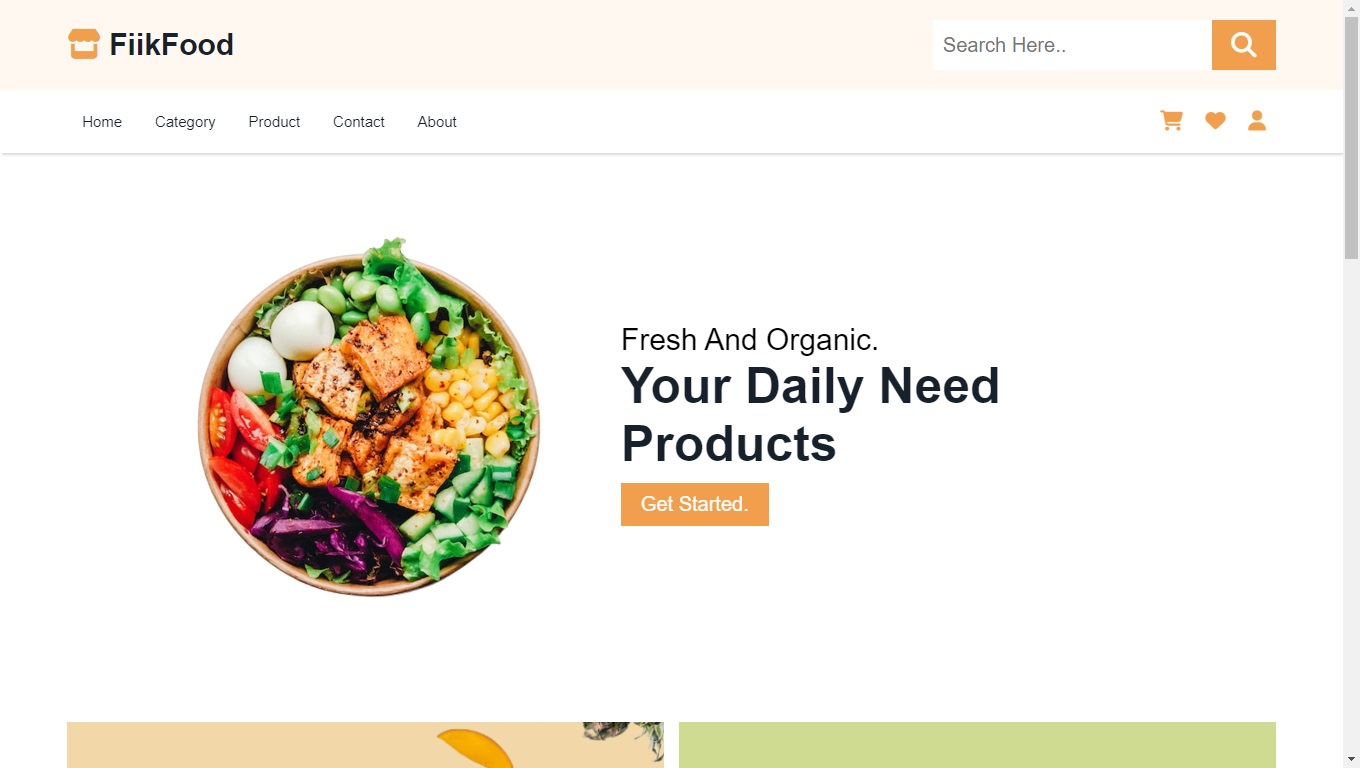 FiikFood
Search Here..
Home
Category
Product
Contact
About
Fresh And Organic.
Your Daily Need
Products
Get Started.